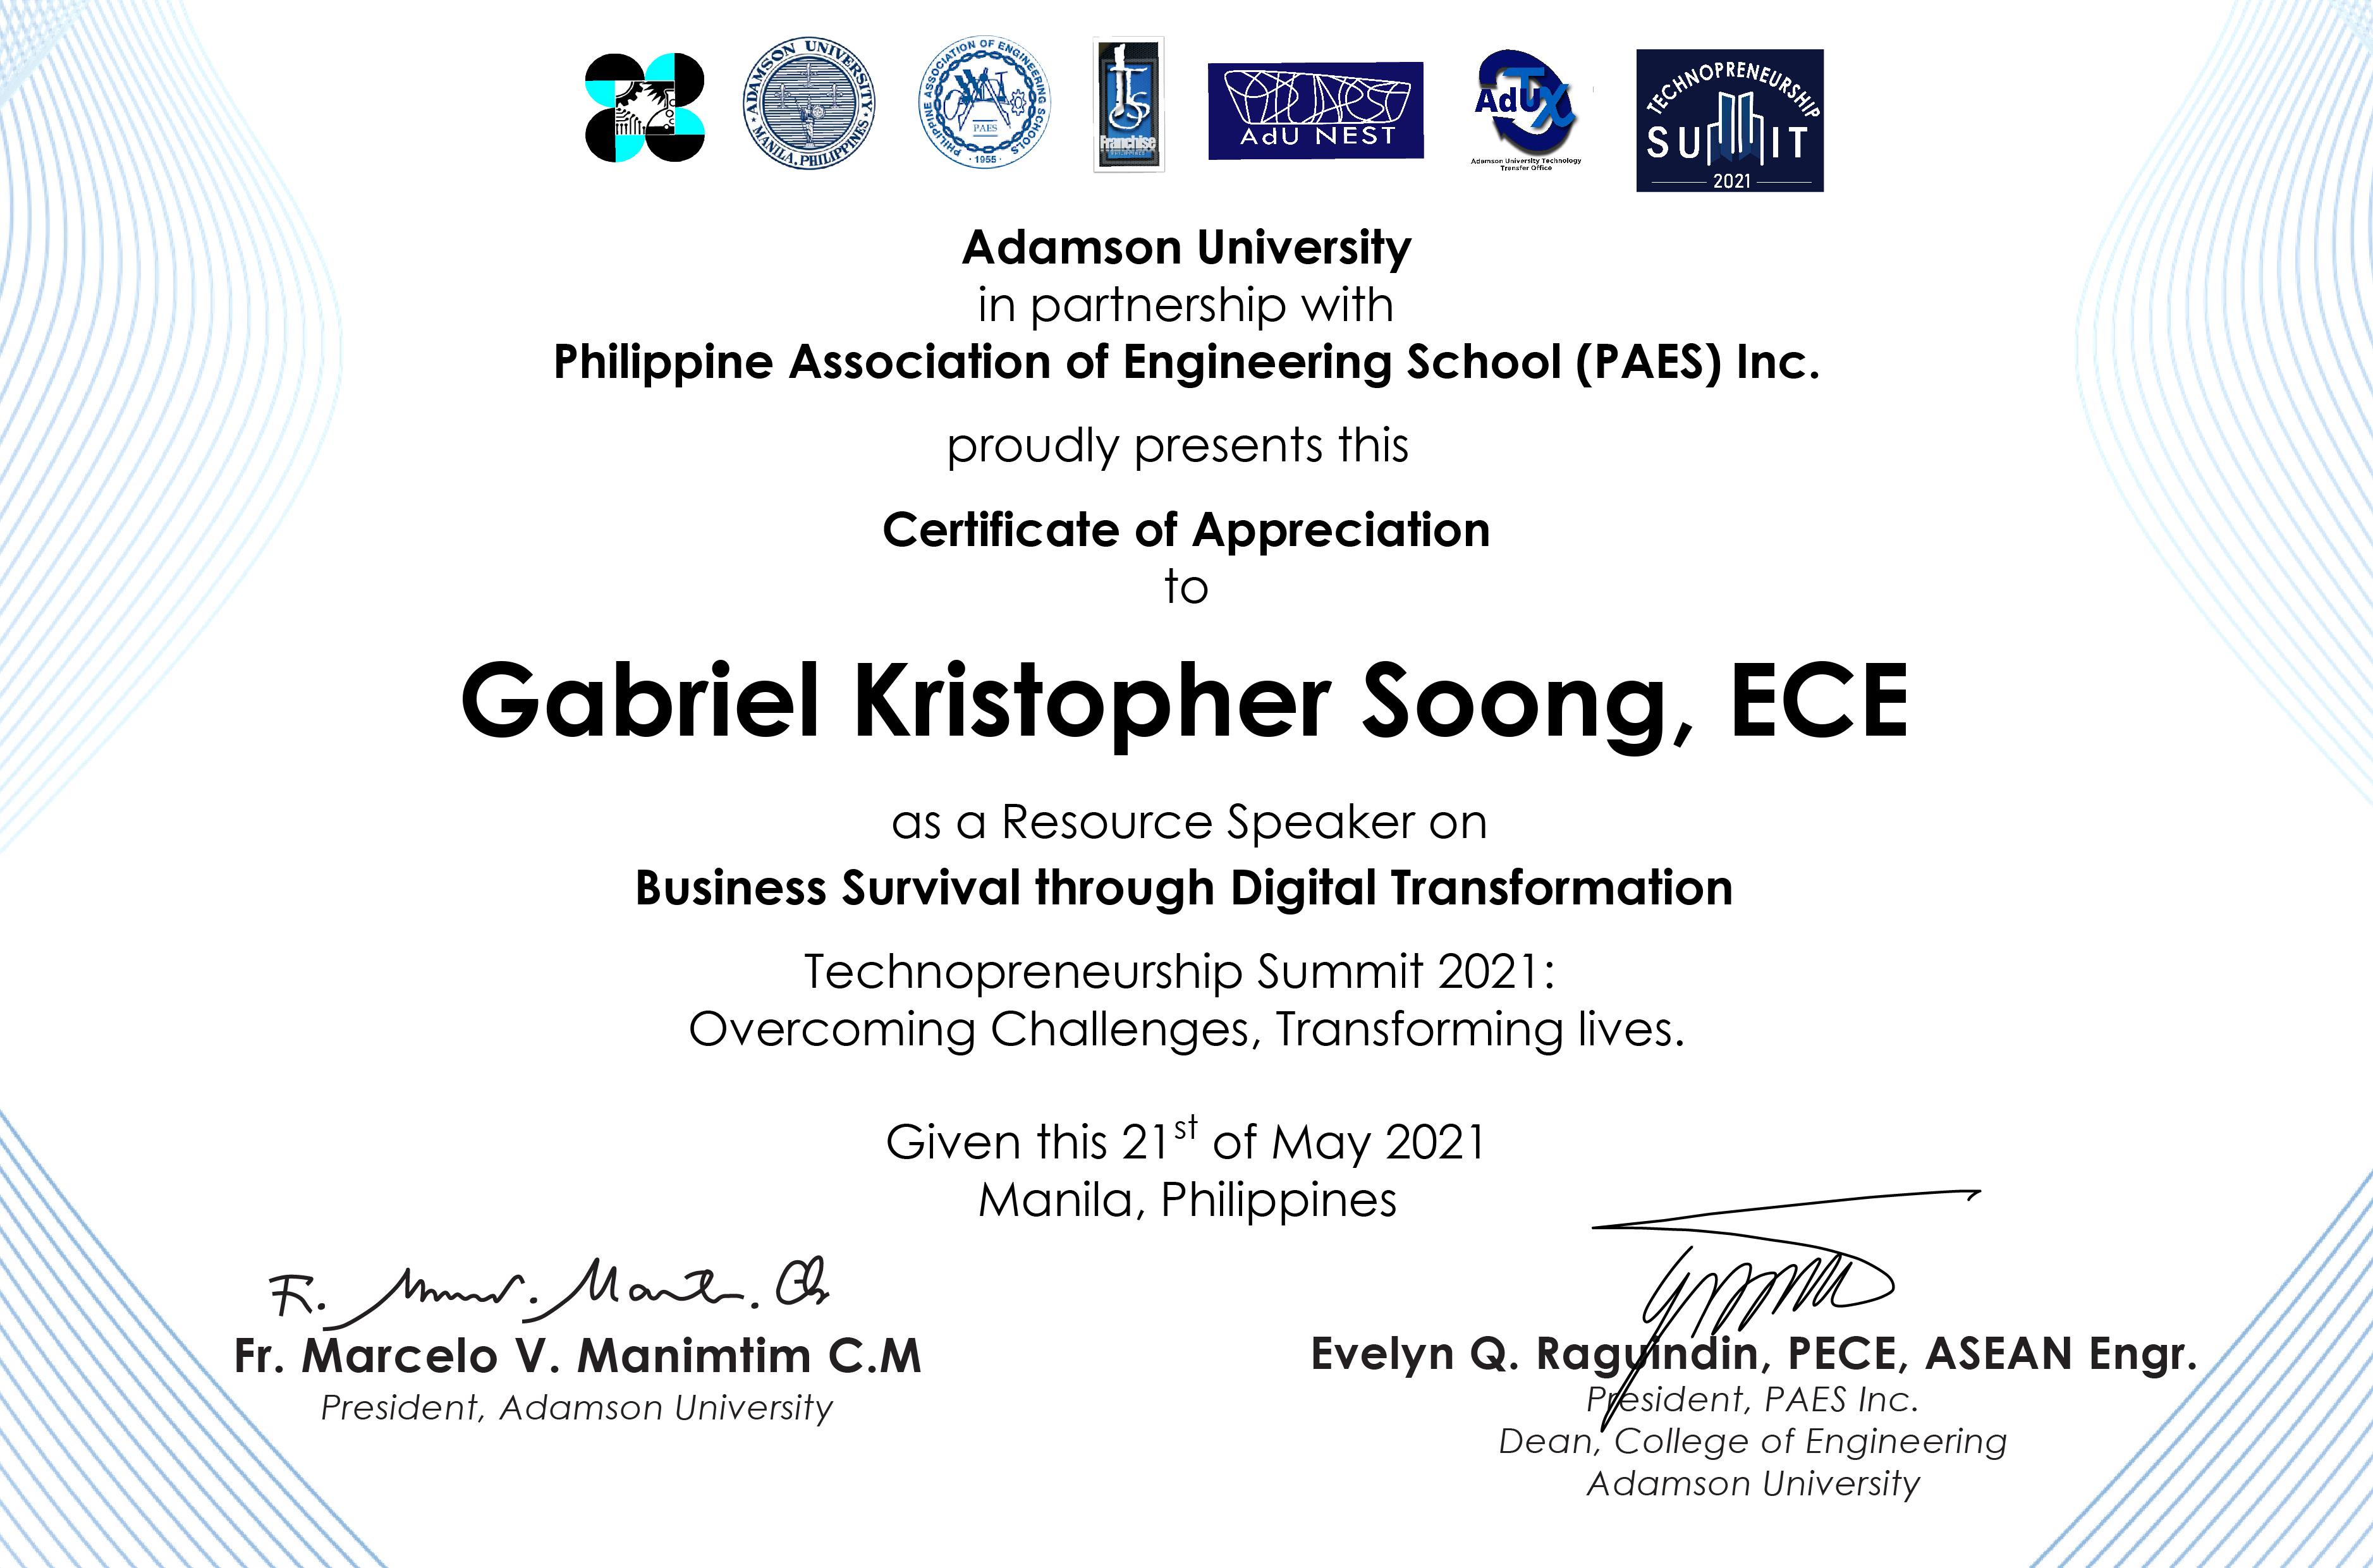 ADAMSON UNIVERSITY
MANILA, PHILIPPINES
PHILIPPINE ASSOCIATION OF ENGINEERING SCHOOLS
PAES
1955
Franchise
AdU NEST
AdUTX
Adamson University Technology
Transfer Office
TECHNOPRENEURSHIP
SUMMIT
2021
Adamson University
in partnership with
Philippine Association of Engineering School (PAES) Inc.
proudly presents this
Certificate of Appreciation
to
Gabriel Kristopher Soong, ECE
as a Resource Speaker on
Business Survival through Digital Transformation
Technopreneurship Summit 2021:
Overcoming Challenges, Transforming lives.
Given this 21st of May 2021
Manila, Philippines
Fr. Marcelo V. Manimtim C.M
President, Adamson University
Evelyn Q. Raguindin, PECE, ASEAN Engr.
President, PAES Inc.
Dean, College of Engineering
Adamson University